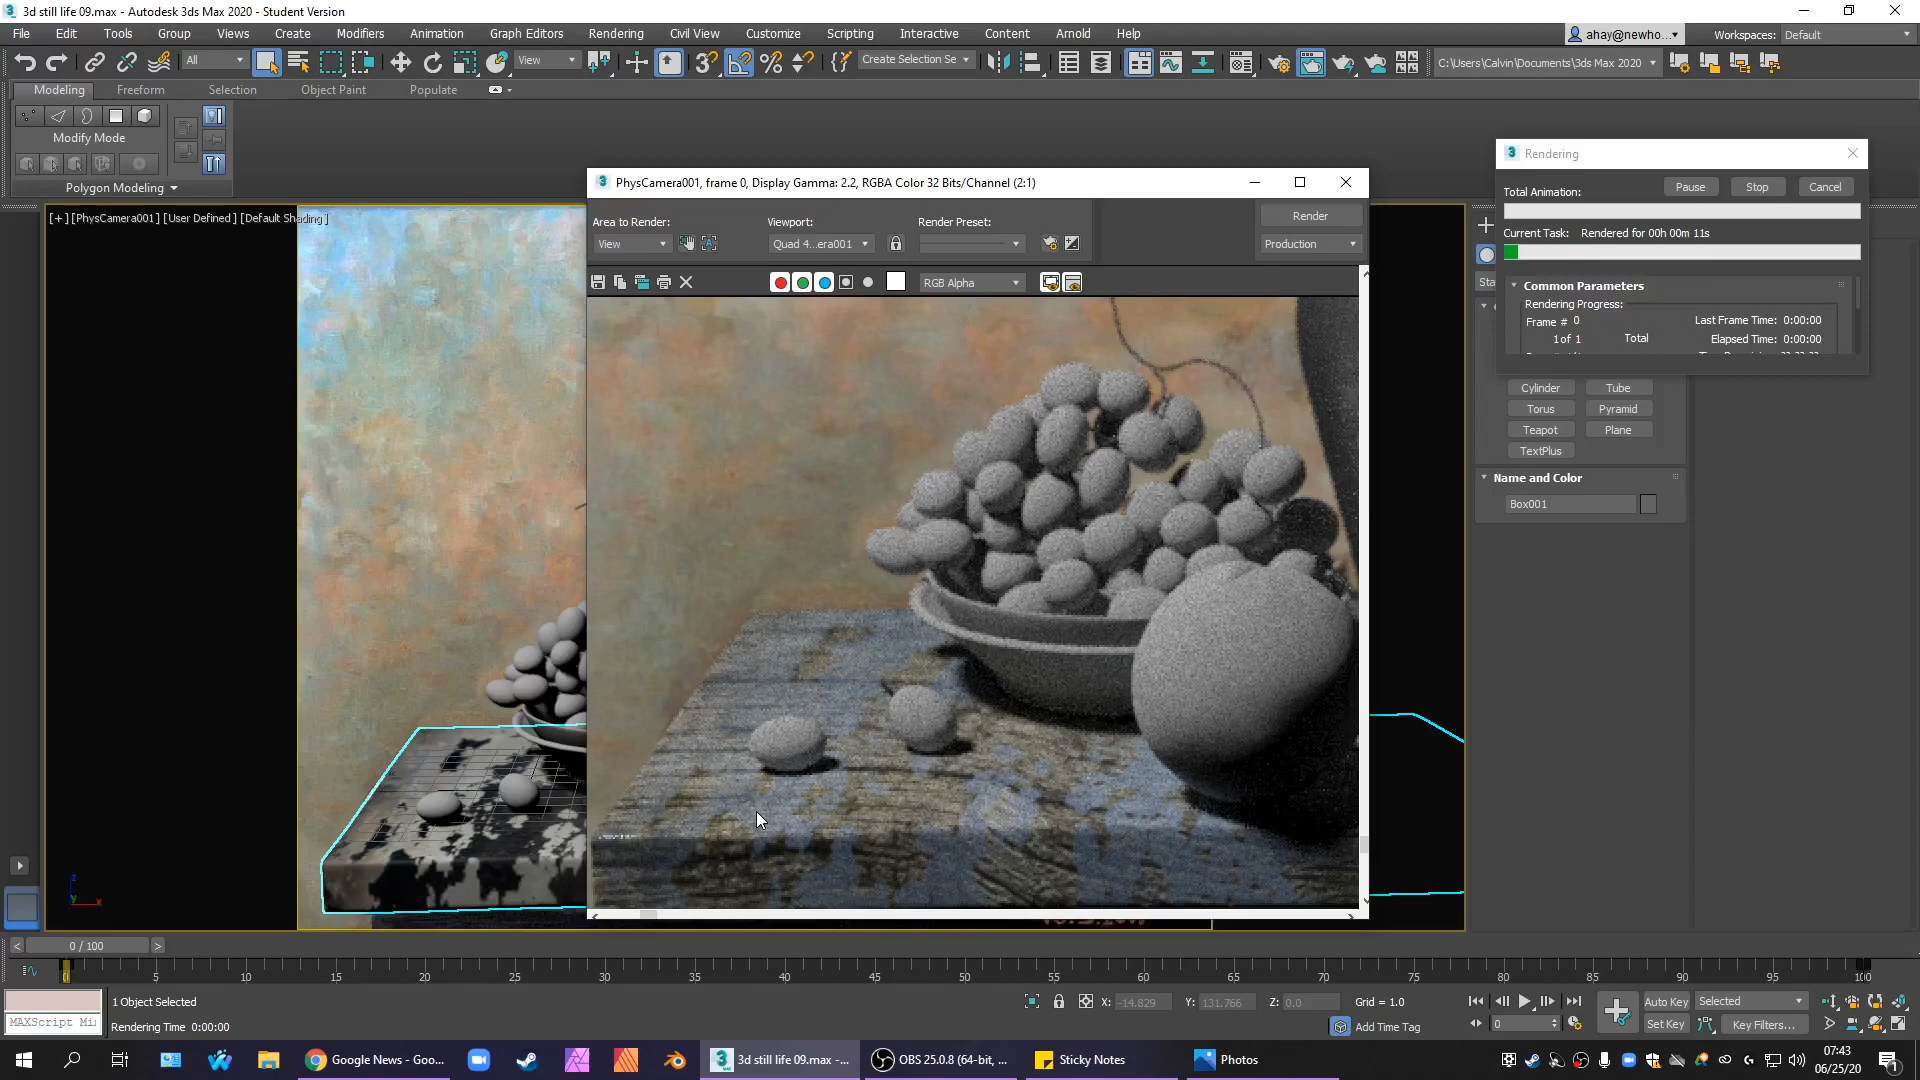 3d still life 09.max - Autodesk 3ds Max 2020 - Student Version
File Edit Tools Group Views Create Modifiers Animation Graph Editors Rendering Civil View Customize Scripting Interactive Content Arnold Help
ahay@newho... Workspaces: Default
All View Create Selection Se C:\Users\Calvin\Documents\3ds Max 2020
Modeling Freeform Selection Object Paint Populate
Modify Mode
Polygon Modeling
[+] [PhysCamera001] [User Defined] [Default Shading]
PhysCamera001, frame 0, Display Gamma: 2.2, RGBA Color 32 Bits/Channel (2:1)
Area to Render: Viewport: Render Preset: Render
View Quad 4...era001 Production
RGB Alpha
Rendering
Total Animation: Pause Stop Cancel
Current Task: Rendered for 00h 00m 11s
Common Parameters
Rendering Progress:
Frame # 0 Last Frame Time: 0:00:00
1 of 1 Total Elapsed Time: 0:00:00
Sta
Cylinder Tube
Torus Pyramid
Teapot Plane
TextPlus
Name and Color
Box001
z
y x
< 0 / 100 >
0 5 10 15 20 25 30 35 40 45 50 55 60 65 70 75 80 85 90 95 100
1 Object Selected
X: -14.829 Y: 131.766 Z: 0.0 Grid = 1.0
Auto Key Selected
MAXScript Mi
Rendering Time 0:00:00
Add Time Tag
0 Set Key Key Filters...
Google News - Goo... 3d still life 09.max -... OBS 25.0.8 (64-bit, ... Sticky Notes Photos
07:43
06/25/20
1